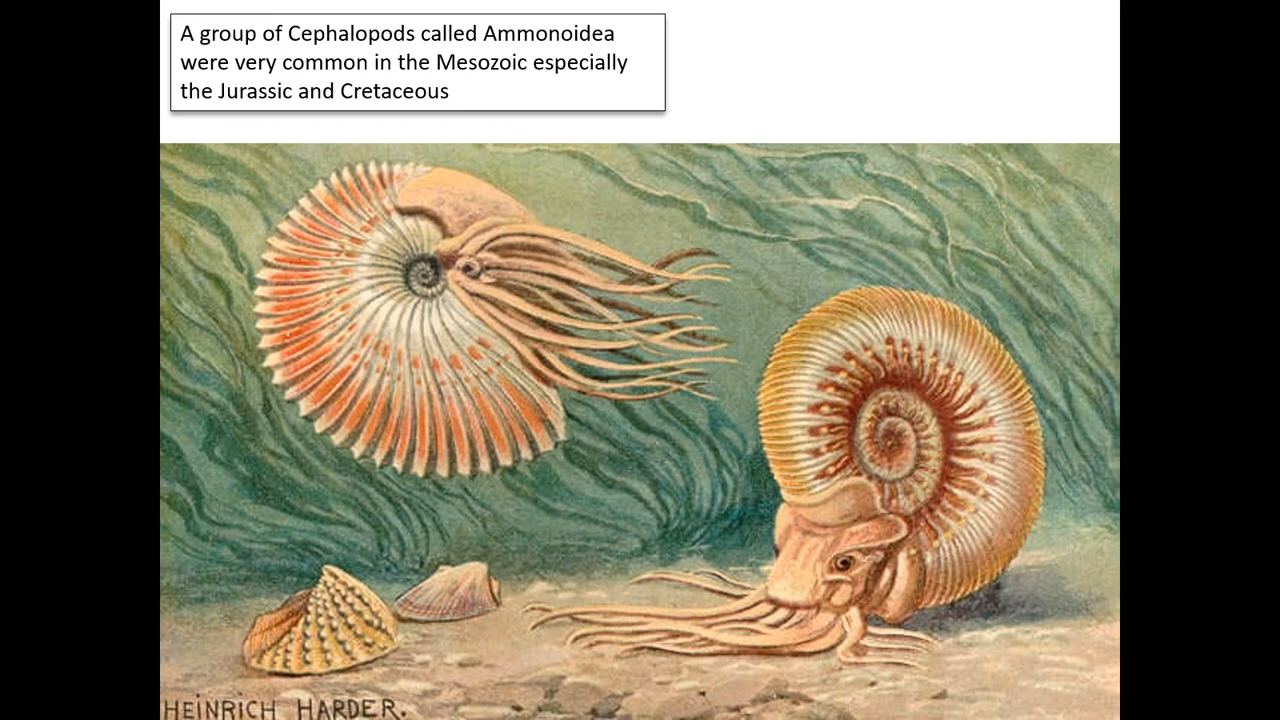 A group of Cephalopods called Ammonoidea
were very common in the Mesozoic especially
the Jurassic and Cretaceous
HEINRICH HARDER.